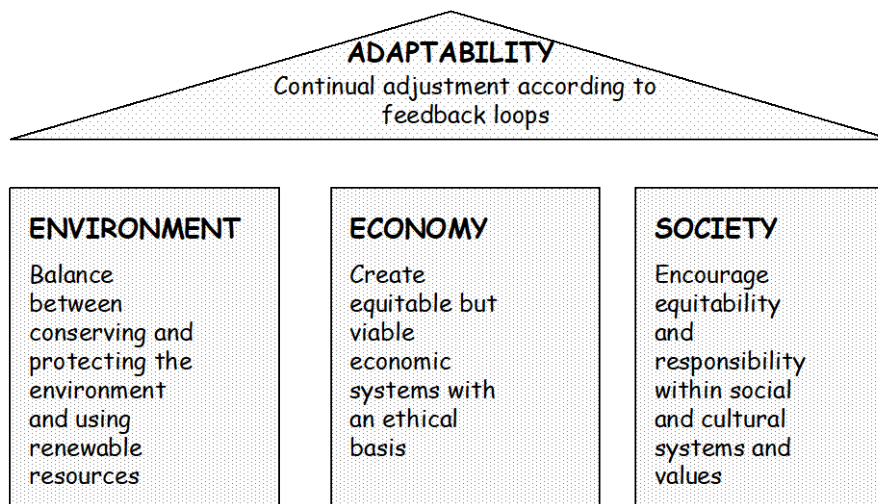 ADAPTABILITY
Continual adjustment according to
feedback loops
ENVIRONMENT
Balance
between
conserving and
protecting the
environment
and using
renewable
resources
ECONOMY
Create
equitable but
viable
economic
systems with
an ethical
basis
SOCIETY
Encourage
equitability
and
responsibility
within social
and cultural
systems and
values